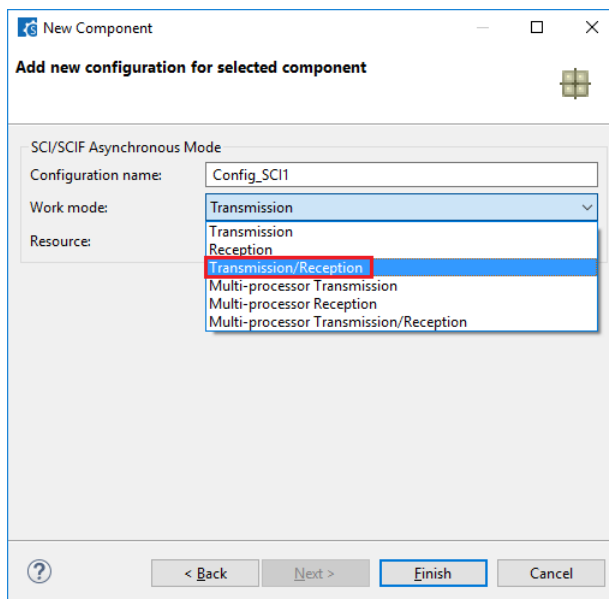 New Component
Add new configuration for selected component
SCI/SCIF Asynchronous Mode
Configuration name: Config_SCI1
Work mode: Transmission
Resource: Transmission
Reception
Transmission/Reception
Multi-processor Transmission
Multi-processor Reception
Multi-processor Transmission/Reception
? < Back Next > Finish Cancel